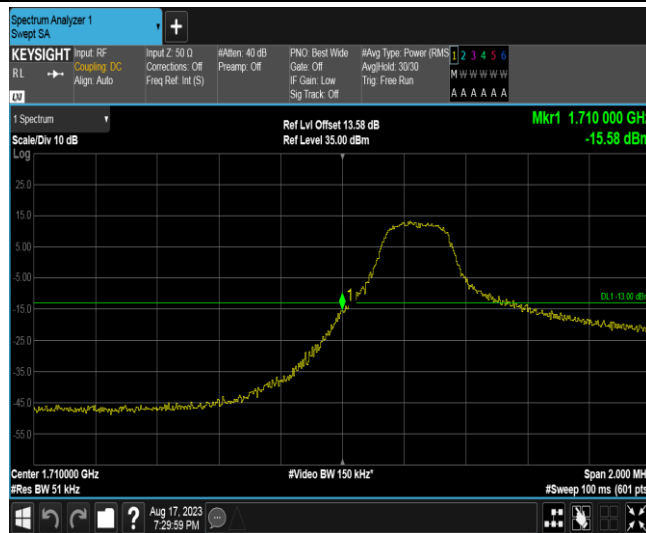 Spectrum Analyzer 1
Swept SA
+
KEYSIGHT
RL
Input: RF
Coupling: DC
Align: Auto
Input Z: 50 Ω
Corrections: Off
Freq Ref: Int (S)
#Atten: 40 dB
Preamp: Off
PNO: Best Wide
Gate: Off
IF Gain: Low
Sig Track: Off
#Avg Type: Power (RMS
Avg|Hold: 30/30
Trig: Free Run
1 2 3 4 5 6
M W W W W W
A A A A A A
LXI
1 Spectrum
Scale/Div 10 dB
Ref Lvl Offset 13.58 dB
Ref Level 35.00 dBm
Mkr1 1.710 000 GHz
-15.58 dBm
Log
25.0
15.0
5.00
-5.00
-15.0
-25.0
-35.0
-45.0
-55.0
1
DL1 -13.00 dBm
Center 1.710000 GHz
#Res BW 51 kHz
#Video BW 150 kHz*
Span 2.000 MH
#Sweep 100 ms (601 pts
?
Aug 17, 2023
7:29:59 PM